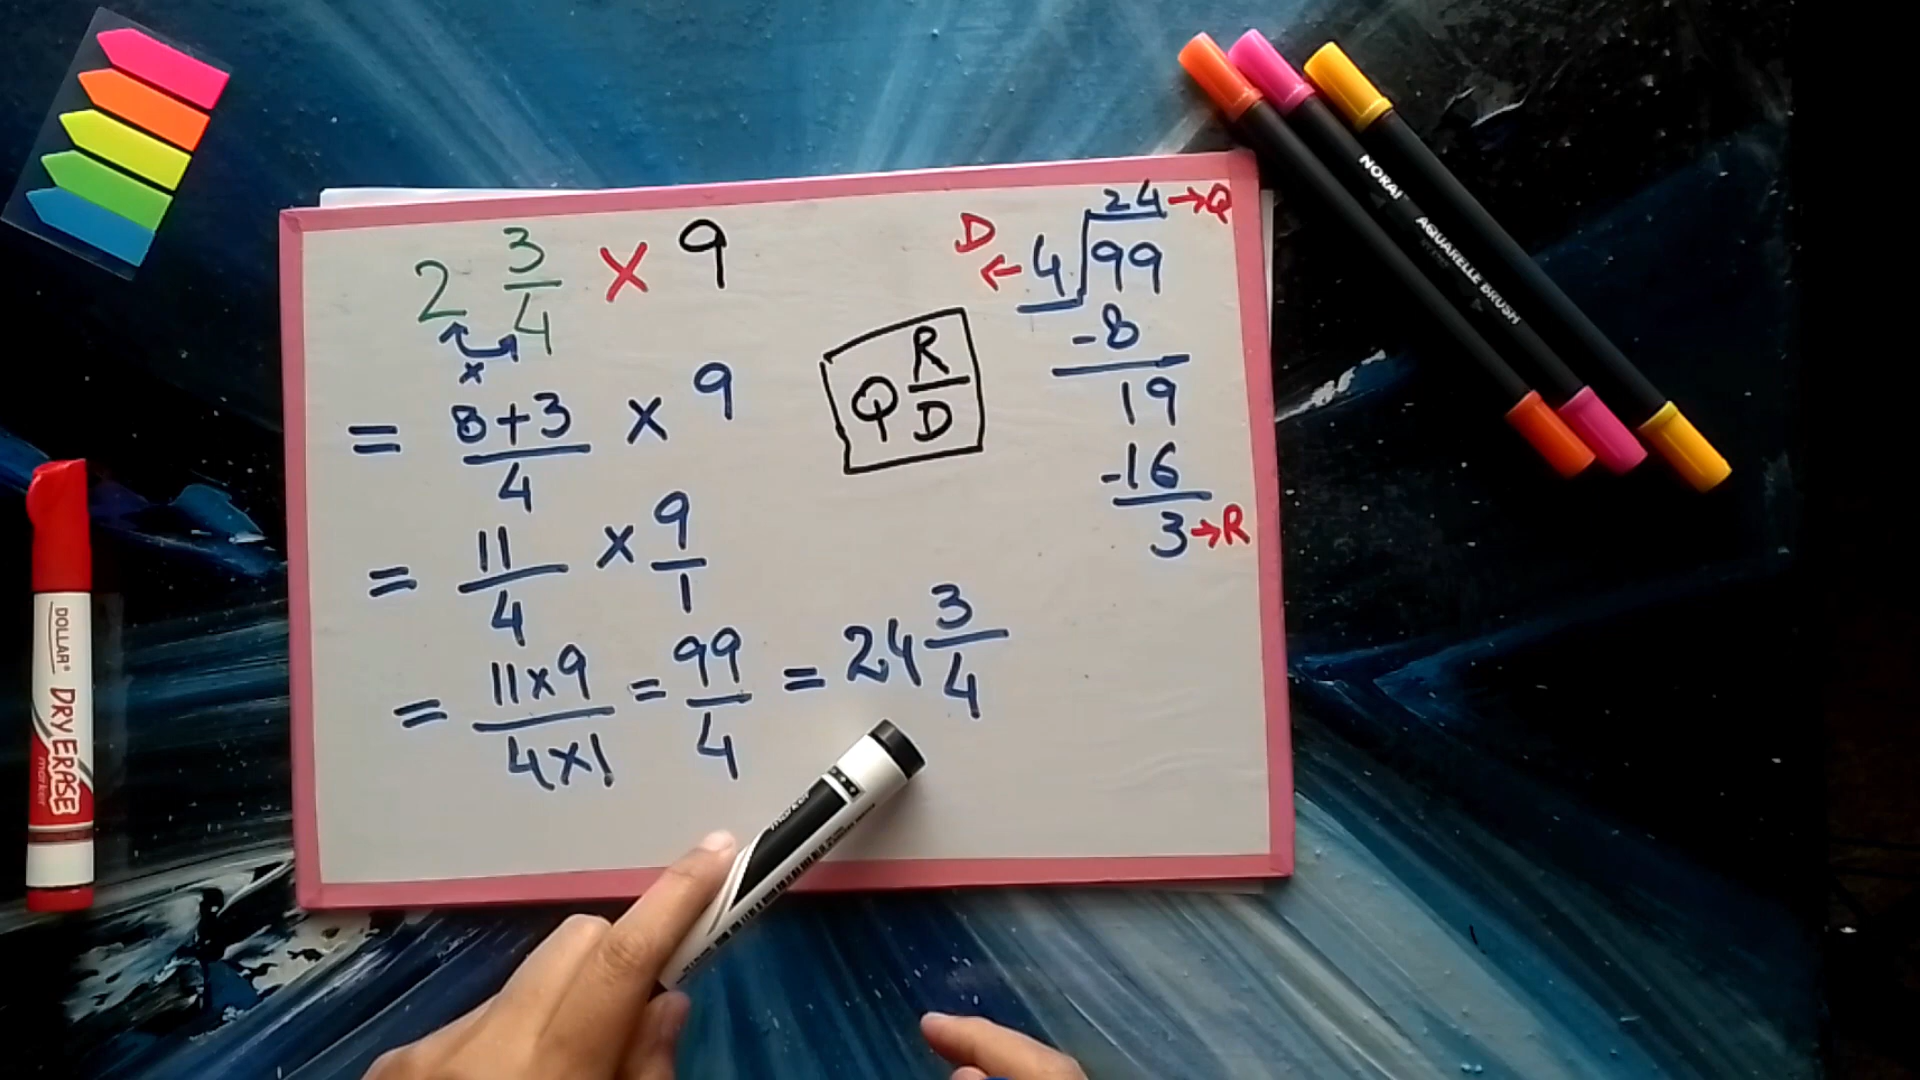 2 3/4 × 9
×
= 8+3/4 × 9
= 11/4 × 9/1
= 11×9/4×1 = 99/4 = 24 3/4
Q R/D
24 → Q
D ← 4 99
-8
19
-16
3 → R
NORAI AQUARELLE BRUSH
DOLLAR® DRY ERASE marker
marker